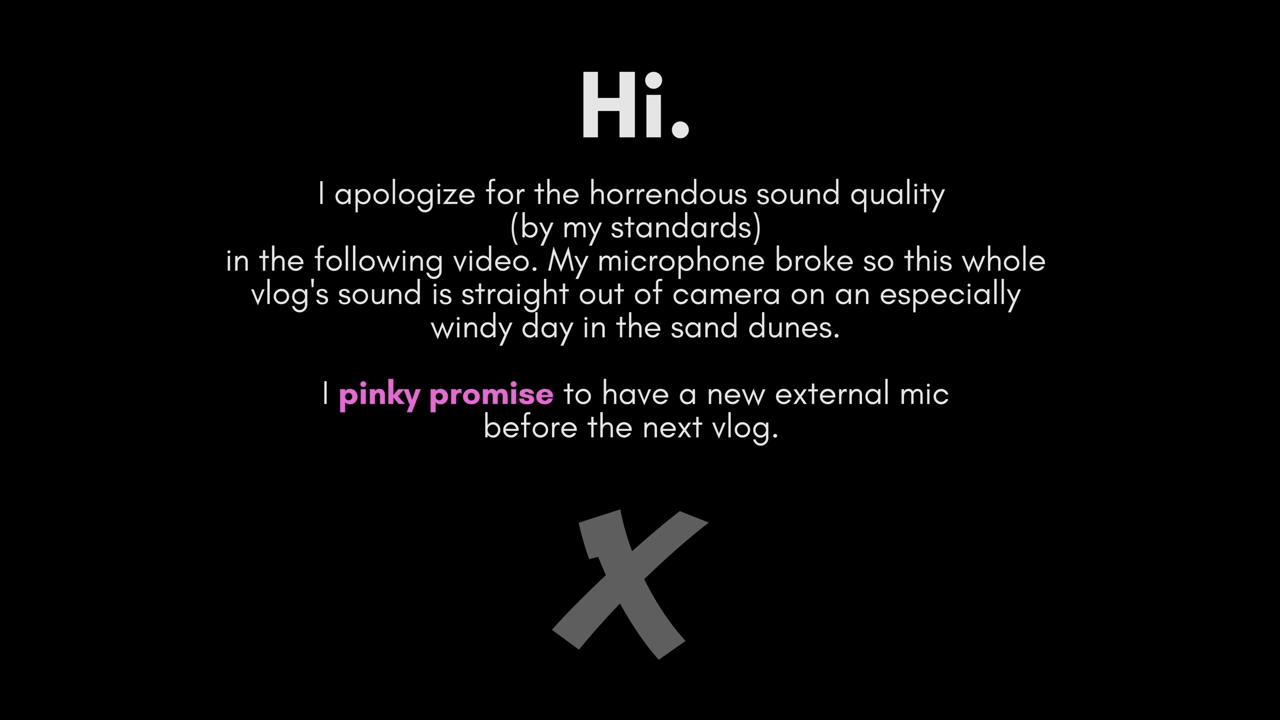 Hi.
I apologize for the horrendous sound quality
(by my standards)
in the following video. My microphone broke so this whole
vlog's sound is straight out of camera on an especially
windy day in the sand dunes.
I pinky promise to have a new external mic
before the next vlog.
X